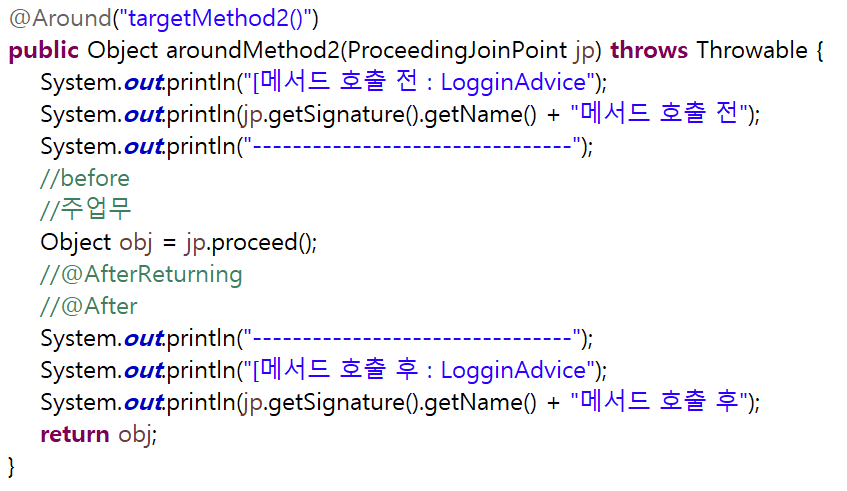 @Around("targetMethod2()")
public Object aroundMethod2(ProceedingJoinPoint jp) throws Throwable {
System.out.println("[메서드 호출 전 : LogginAdvice");
System.out.println(jp.getSignature().getName() + "메서드 호출 전");
System.out.println("--------------------------------");
//before
//주업무
Object obj = jp.proceed();
//@AfterReturning
//@After
System.out.println("--------------------------------");
System.out.println("[메서드 호출 후 : LogginAdvice");
System.out.println(jp.getSignature().getName() + "메서드 호출 후");
return obj;
}